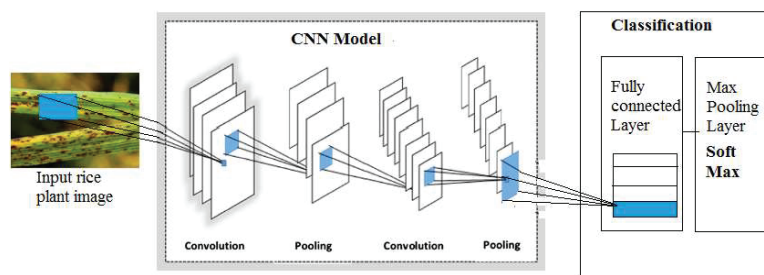 CNN Model
Input rice
plant image
Convolution
Pooling
Convolution
Pooling
Classification
Fully
connected
Layer
Max
Pooling
Layer
Soft
Max